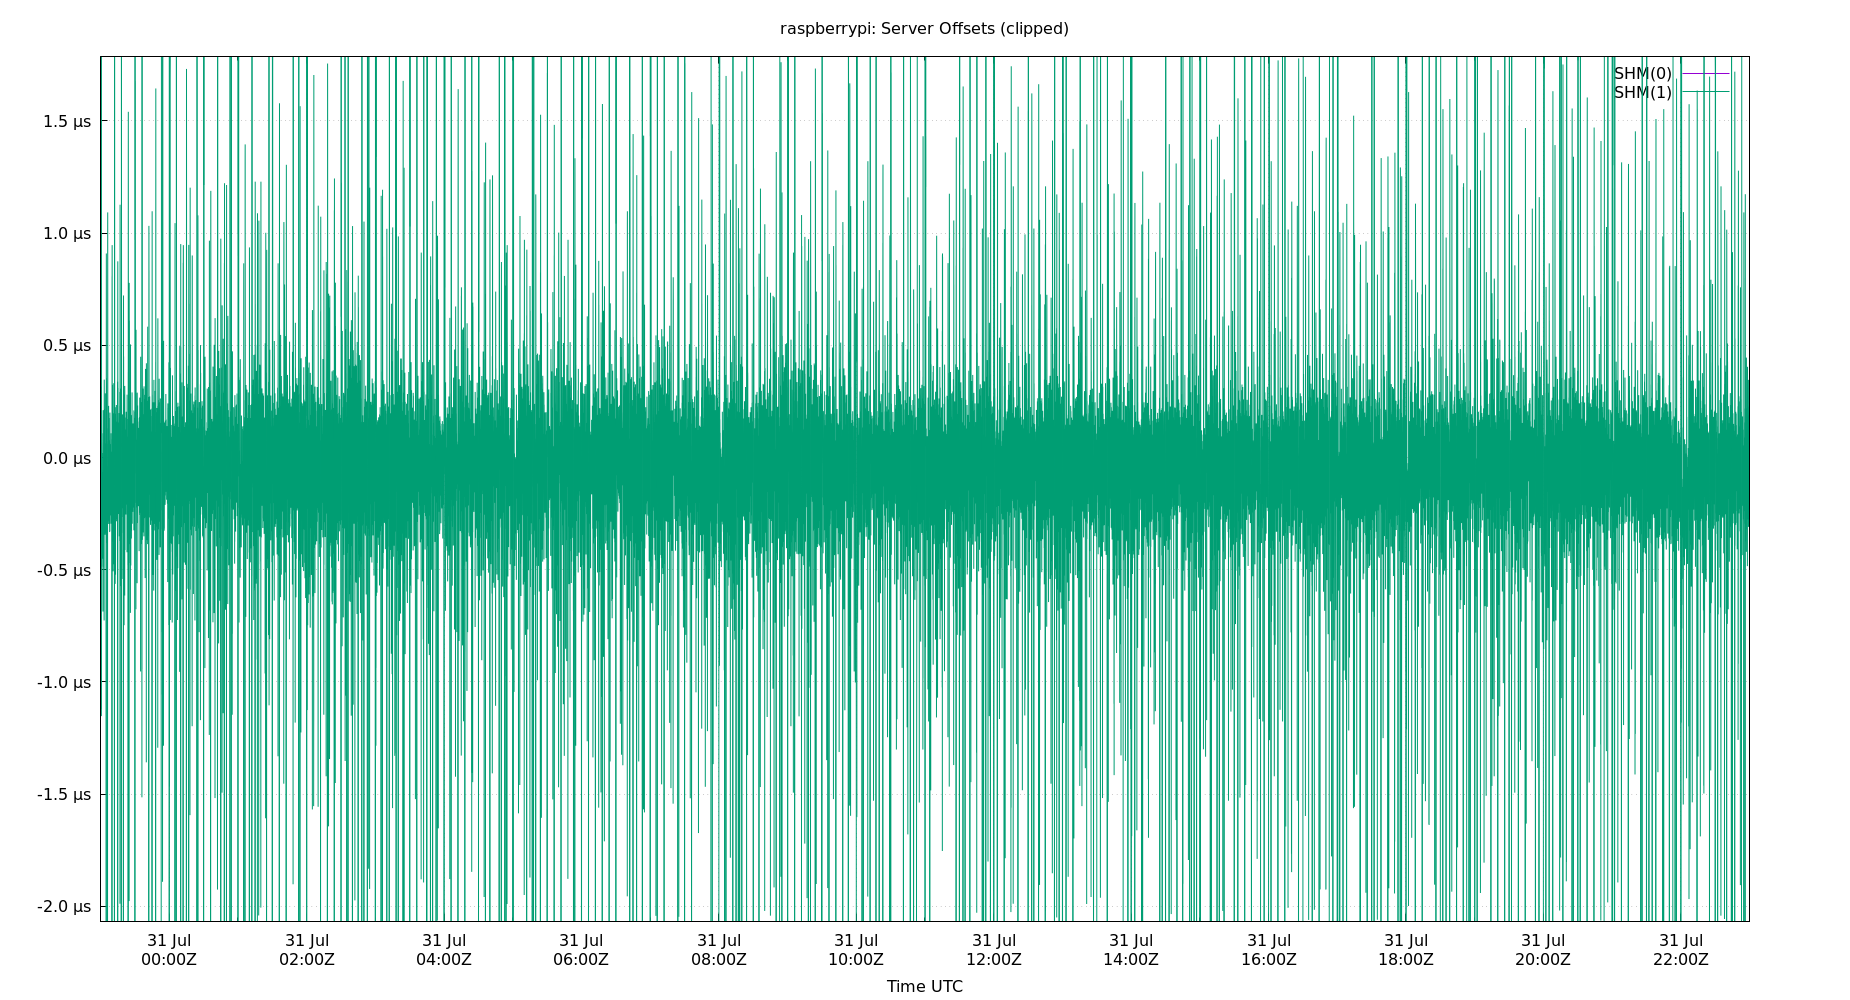 raspberrypi: Server Offsets (clipped)
SHM(0)
SHM(1)
1.5 µs
1.0 µs
0.5 µs
0.0 µs
-0.5 µs
-1.0 µs
-1.5 µs
-2.0 µs
31 Jul 31 Jul 31 Jul 31 Jul 31 Jul 31 Jul 31 Jul 31 Jul 31 Jul 31 Jul 31 Jul 31 Jul
00:00Z 02:00Z 04:00Z 06:00Z 08:00Z 10:00Z 12:00Z 14:00Z 16:00Z 18:00Z 20:00Z 22:00Z
Time UTC